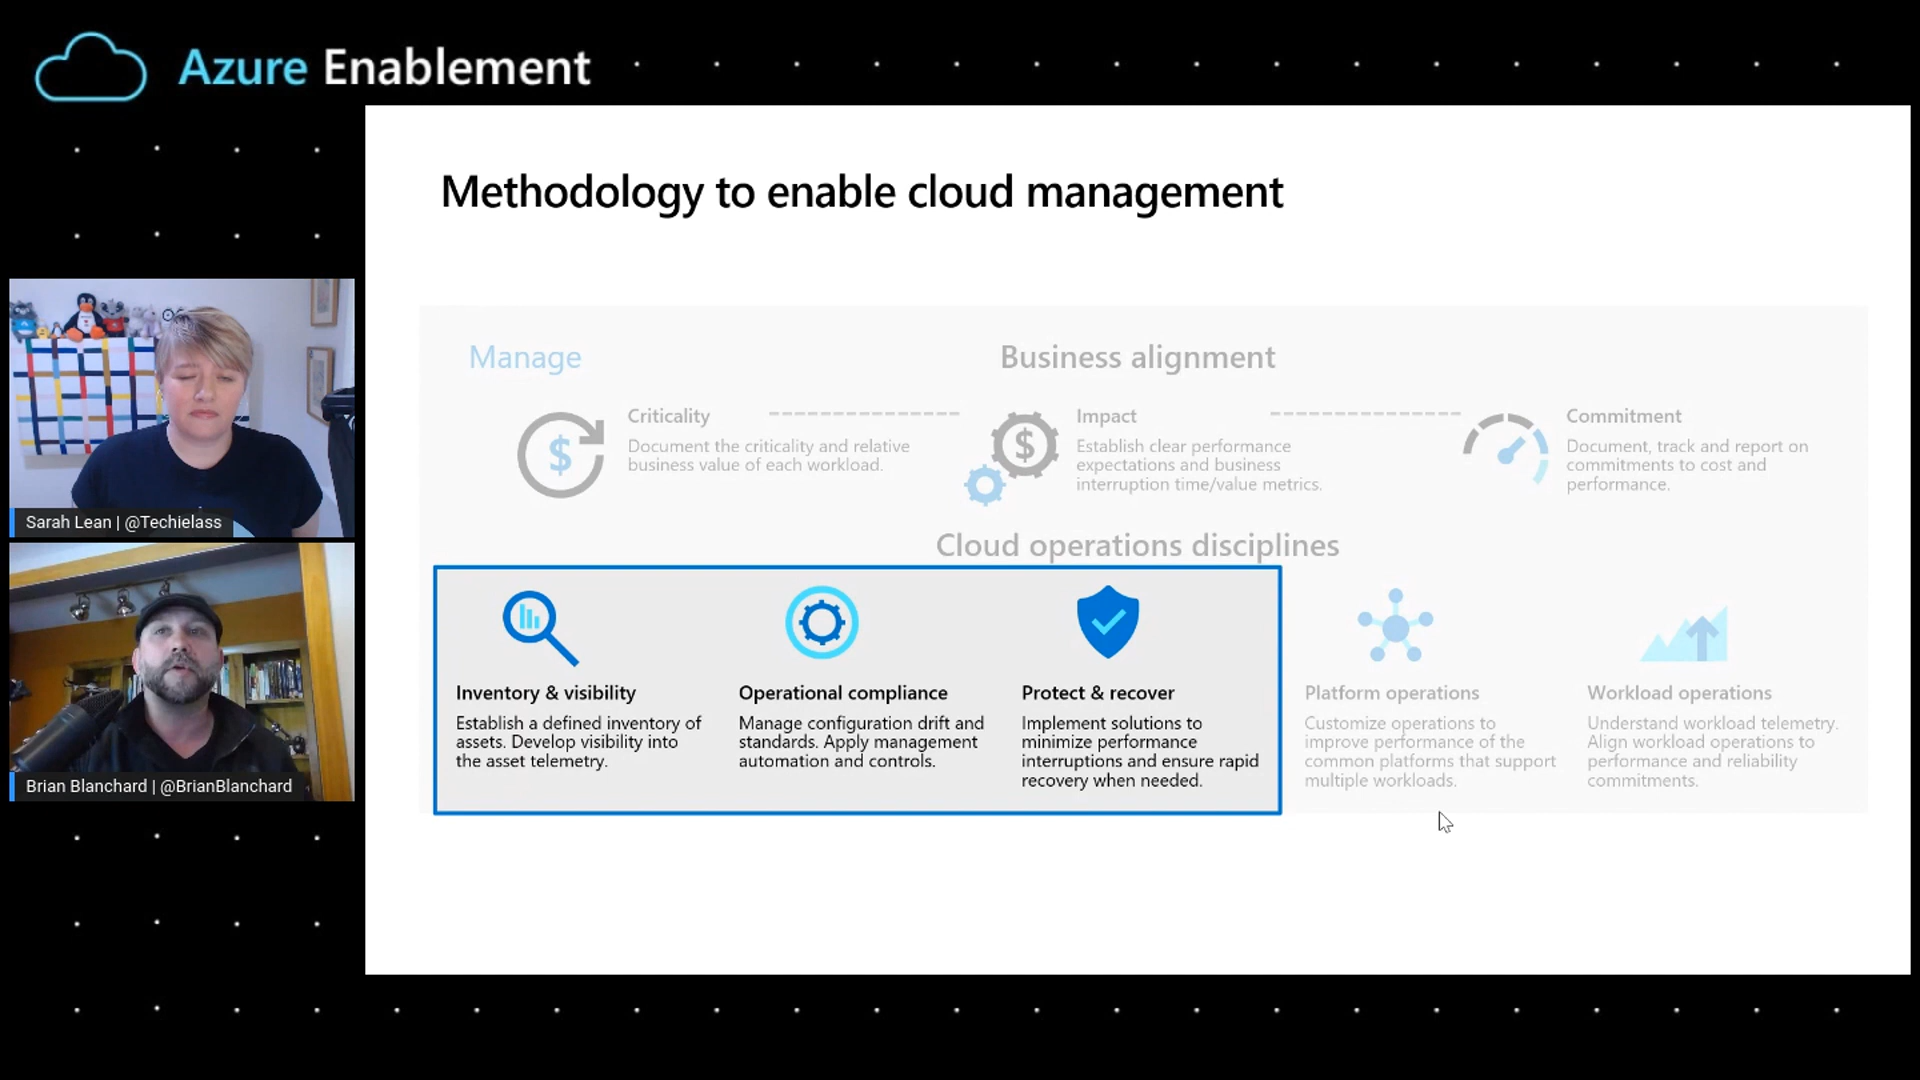 Azure Enablement
Methodology to enable cloud management
Manage
Business alignment
Criticality
Document the criticality and relative
business value of each workload.
Impact
Establish clear performance
expectations and business
interruption time/value metrics.
Commitment
Document, track and report on
commitments to cost and
performance.
Cloud operations disciplines
Inventory & visibility
Establish a defined inventory of
assets. Develop visibility into
the asset telemetry.
Operational compliance
Manage configuration drift and
standards. Apply management
automation and controls.
Protect & recover
Implement solutions to
minimize performance
interruptions and ensure rapid
recovery when needed.
Platform operations
Customize operations to
improve performance of the
common platforms that support
multiple workloads.
Workload operations
Understand workload telemetry.
Align workload operations to
performance and reliability
commitments.
Sarah Lean | @Techielass
Brian Blanchard | @BrianBlanchard